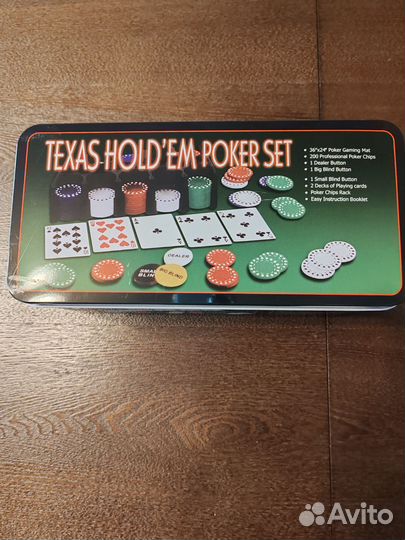 TEXAS HOLD'EM POKER SET
• 36"x24" Poker Gaming Mat
• 200 Professional Poker Chips
• 1 Dealer Button
• 1 Big Blind Button
• 1 Small Blind Button
• 2 Decks of Playing cards
• Poker Chips Rack
• Easy Instruction Booklet
DEALER
SMALL
BLIND
BIG BLIND
Avito